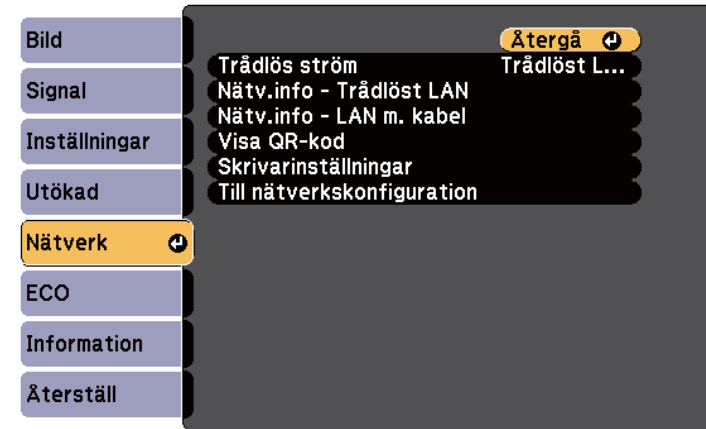 Bild
Signal
Inställningar
Utökad
Nätverk
ECO
Information
Återställ
Återgå
Trådlös ström Trådlöst L...
Nätv.info - Trådlöst LAN
Nätv.info - LAN m. kabel
Visa QR-kod
Skrivarinställningar
Till nätverkskonfiguration